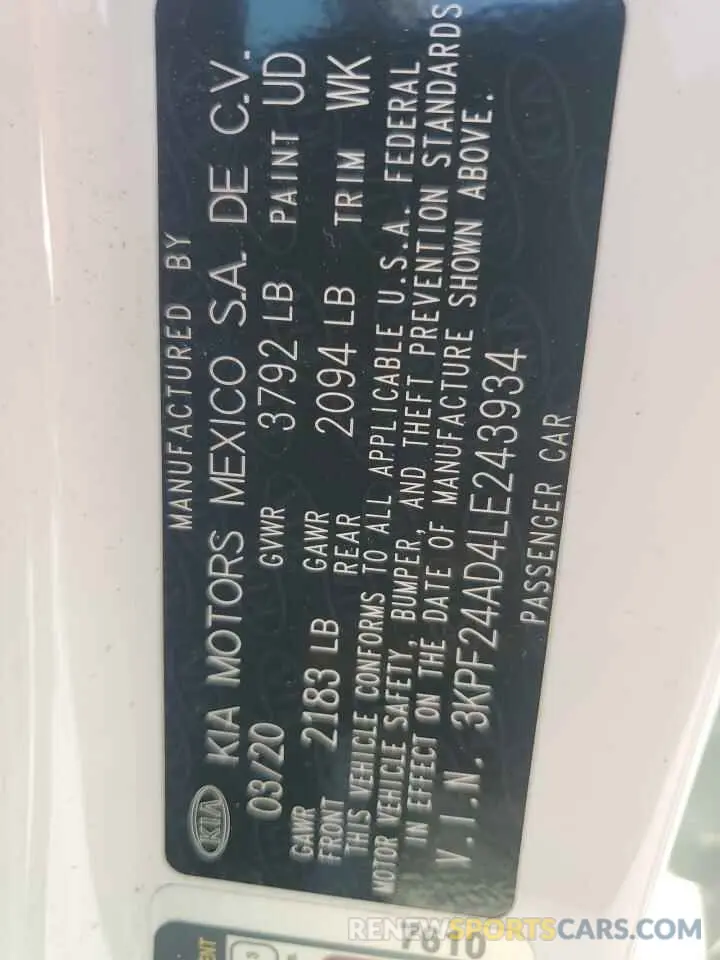 MANUFACTURED BY
KIA KIA MOTORS MEXICO S.A. DE C.V.
03/20 GVWR 3792 LB PAINT UD
GAWR FRONT 2183 LB GAWR REAR 2094 LB TRIM WK
THIS VEHICLE CONFORMS TO ALL APPLICABLE U.S.A. FEDERAL
MOTOR VEHICLE SAFETY, BUMPER, AND THEFT PREVENTION STANDARDS
IN EFFECT ON THE DATE OF MANUFACTURE SHOWN ABOVE.
V.I.N. 3KPF24AD4LE243934
PASSENGER CAR
RENEWSPORTSCARS.COM